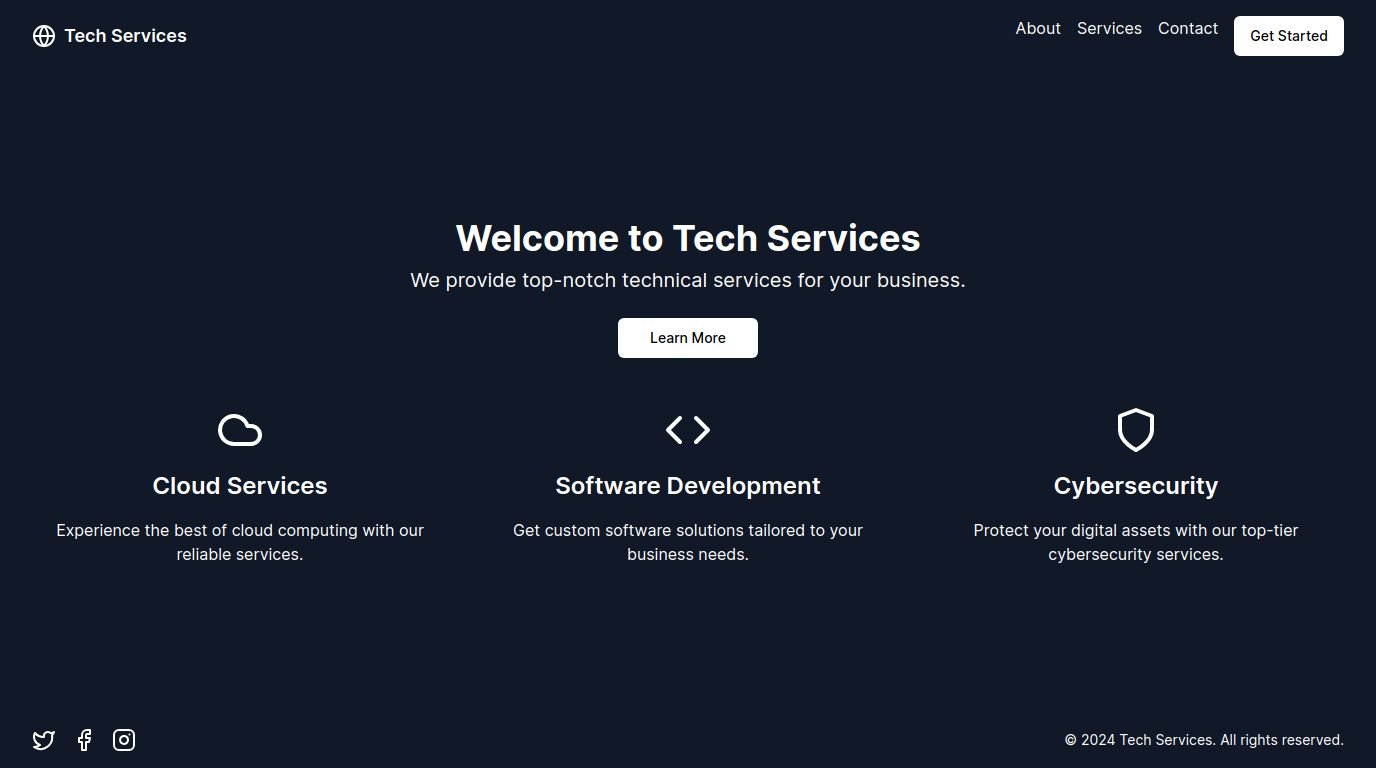 Tech Services
About
Services
Contact
Get Started
Welcome to Tech Services
We provide top-notch technical services for your business.
Learn More
Cloud Services
Experience the best of cloud computing with our
reliable services.
Software Development
Get custom software solutions tailored to your
business needs.
Cybersecurity
Protect your digital assets with our top-tier
cybersecurity services.
© 2024 Tech Services. All rights reserved.